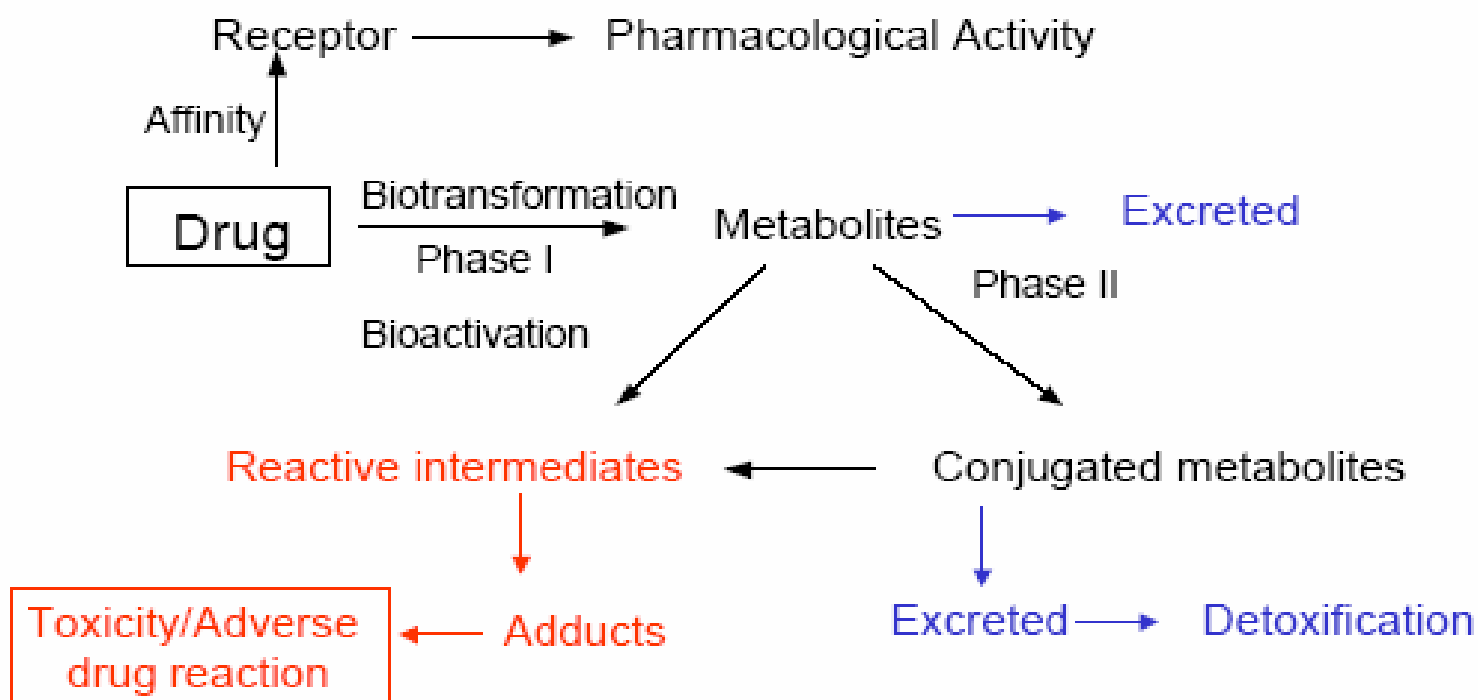 Receptor Pharmacological Activity
Affinity
Biotransformation
Drug Metabolites Excreted
Phase I Phase II
Bioactivation
Reactive intermediates Conjugated metabolites
Toxicity/Adverse Adducts Excreted Detoxification
drug reaction